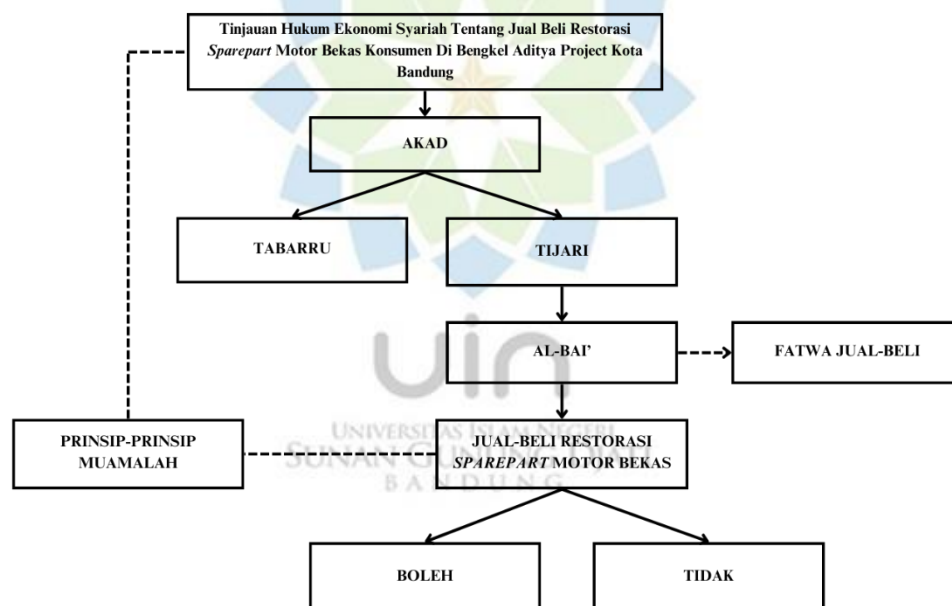 Tinjauan Hukum Ekonomi Syariah Tentang Jual Beli Restorasi
Sparepart Motor Bekas Konsumen Di Bengkel Aditya Project Kota
Bandung
AKAD
TABARRU
TIJARI
AL-BAI’
FATWA JUAL-BELI
uin
UNIVERSITAS ISLAM NEGERI
SUNAN GUNUNG DJATI
BANDUNG
PRINSIP-PRINSIP
MUAMALAH
JUAL-BELI RESTORASI
SPAREPART MOTOR BEKAS
BOLEH
TIDAK